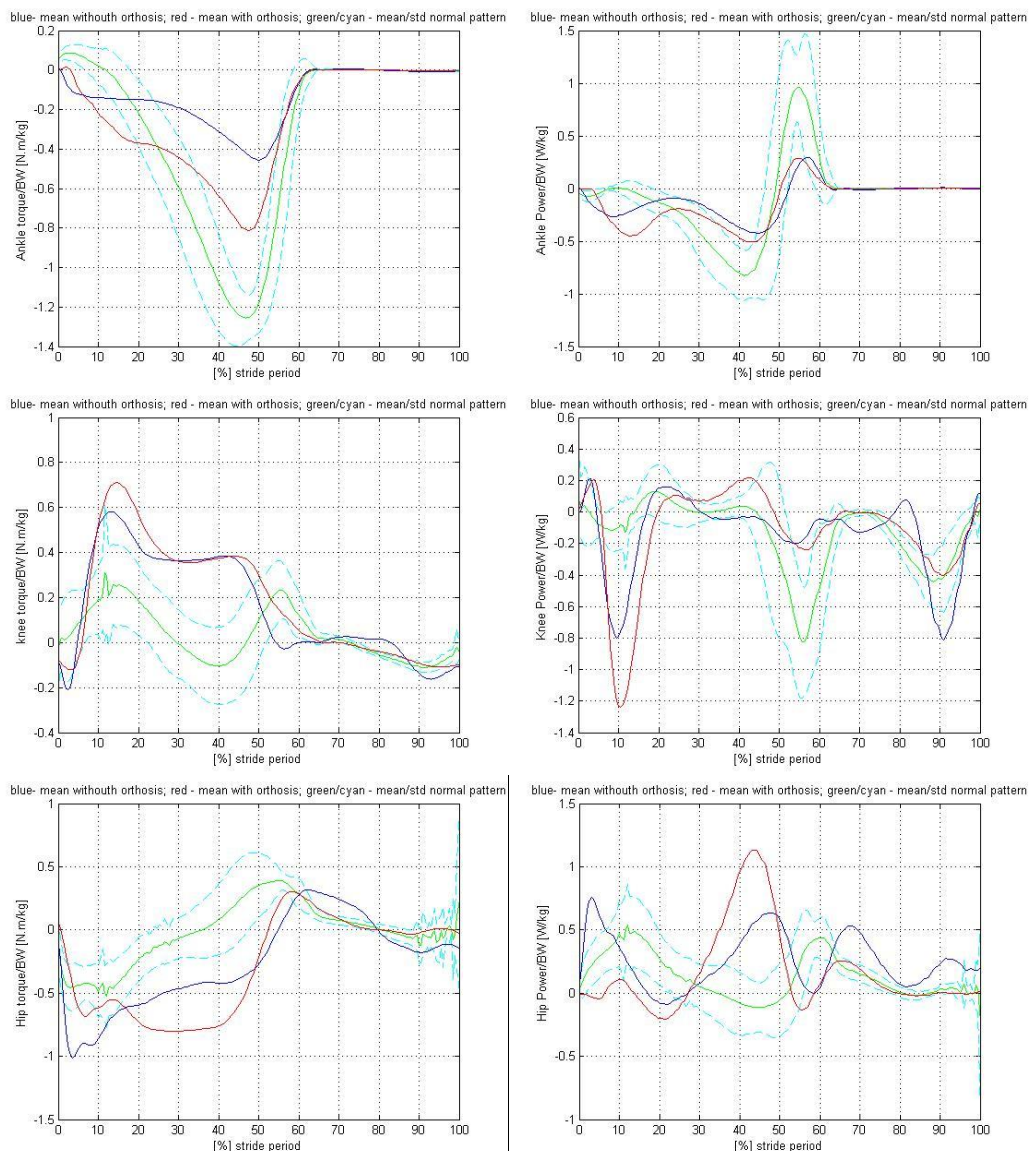 blue- mean withouth orthosis; red - mean with orthosis; green/cyan - mean/std normal pattern
0.2
0
-0.2
-0.4
-0.6
-0.8
-1
-1.2
-1.4
Ankle torque/BW [N.m/kg]
0 10 20 30 40 50 60 70 80 90 100
[%] stride period
blue- mean withouth orthosis; red - mean with orthosis; green/cyan - mean/std normal pattern
1.5
1
0.5
0
-0.5
-1
-1.5
Ankle Power/BW [W/kg]
0 10 20 30 40 50 60 70 80 90 100
[%] stride period
blue- mean withouth orthosis; red - mean with orthosis; green/cyan - mean/std normal pattern
1
0.8
0.6
0.4
0.2
0
-0.2
-0.4
knee torque/BW [N.m/kg]
0 10 20 30 40 50 60 70 80 90 100
[%] stride period
blue- mean withouth orthosis; red - mean with orthosis; green/cyan - mean/std normal pattern
0.6
0.4
0.2
0
-0.2
-0.4
-0.6
-0.8
-1
-1.2
-1.4
Knee Power/BW [W/kg]
0 10 20 30 40 50 60 70 80 90 100
[%] stride period
blue- mean withouth orthosis; red - mean with orthosis; green/cyan - mean/std normal pattern
1
0.5
0
-0.5
-1
-1.5
Hip torque/BW [N.m/kg]
0 10 20 30 40 50 60 70 80 90 100
[%] stride period
blue- mean withouth orthosis; red - mean with orthosis; green/cyan - mean/std normal pattern
1.5
1
0.5
0
-0.5
-1
Hip Power/BW [W/kg]
0 10 20 30 40 50 60 70 80 90 100
[%] stride period